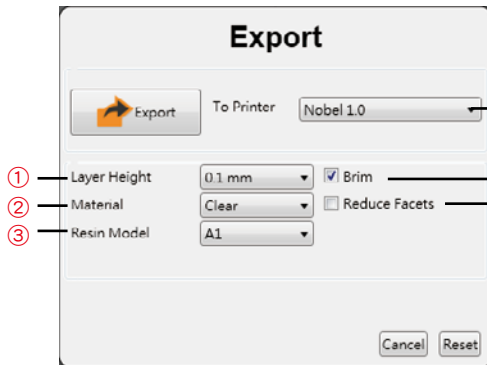 Export
Export To Printer Nobel 1.0
① Layer Height 0.1 mm Brim
② Material Clear Reduce Facets
③ Resin Model A1
Cancel Reset